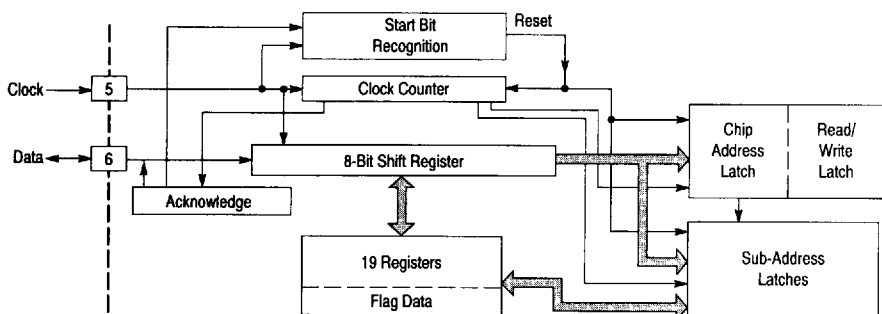 Start Bit
Recognition
Reset
Clock
5
Clock Counter
Data
6
8-Bit Shift Register
Chip
Address
Latch
Read/
Write
Latch
Acknowledge
19 Registers
Flag Data
Sub-Address
Latches